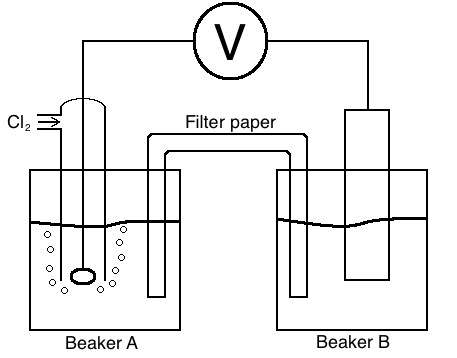 V
Cl₂
Filter paper
Beaker A
Beaker B